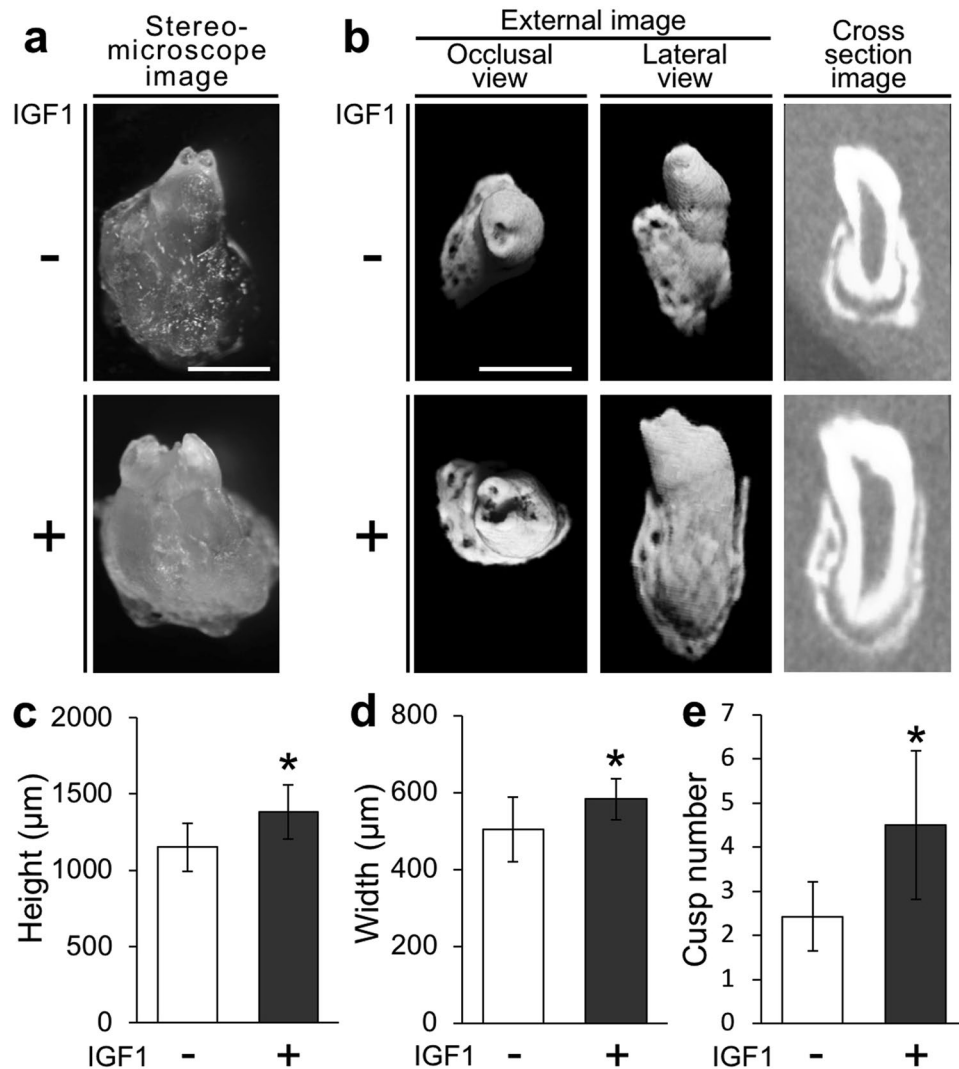 a
Stereo-
microscope
image
b
External image
Occlusal
view
Lateral
view
Cross
section
image
IGF1
IGF1
-
-
+
+
c
Height (µm)
2000
1500
1000
500
0
IGF1 - +
*
d
Width (µm)
800
600
400
200
0
IGF1 - +
*
e
Cusp number
7
6
5
4
3
2
1
0
IGF1 - +
*